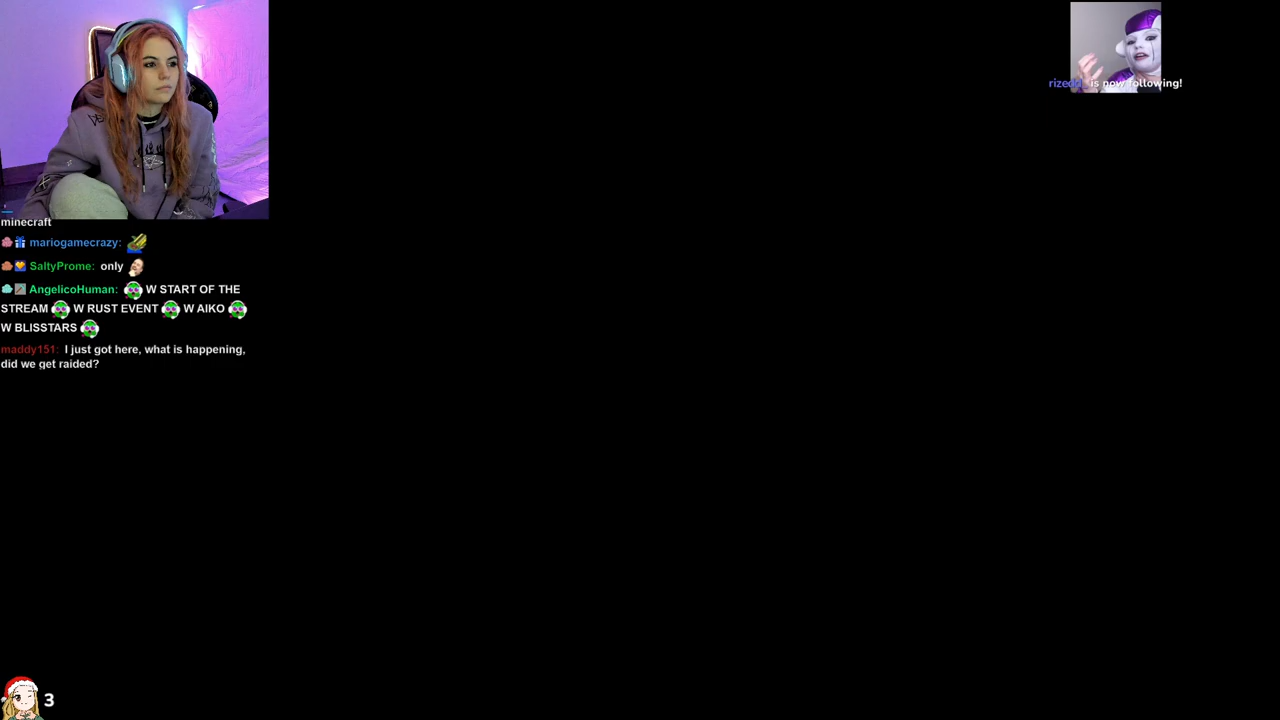 rizeddi is now following!
minecraft
mariogamecrazy:
SaltyProme: only
AngelicoHuman: W START OF THE
STREAM W RUST EVENT W AIKO
W BLISSTARS
maddy151: I just got here, what is happening,
did we get raided?
3